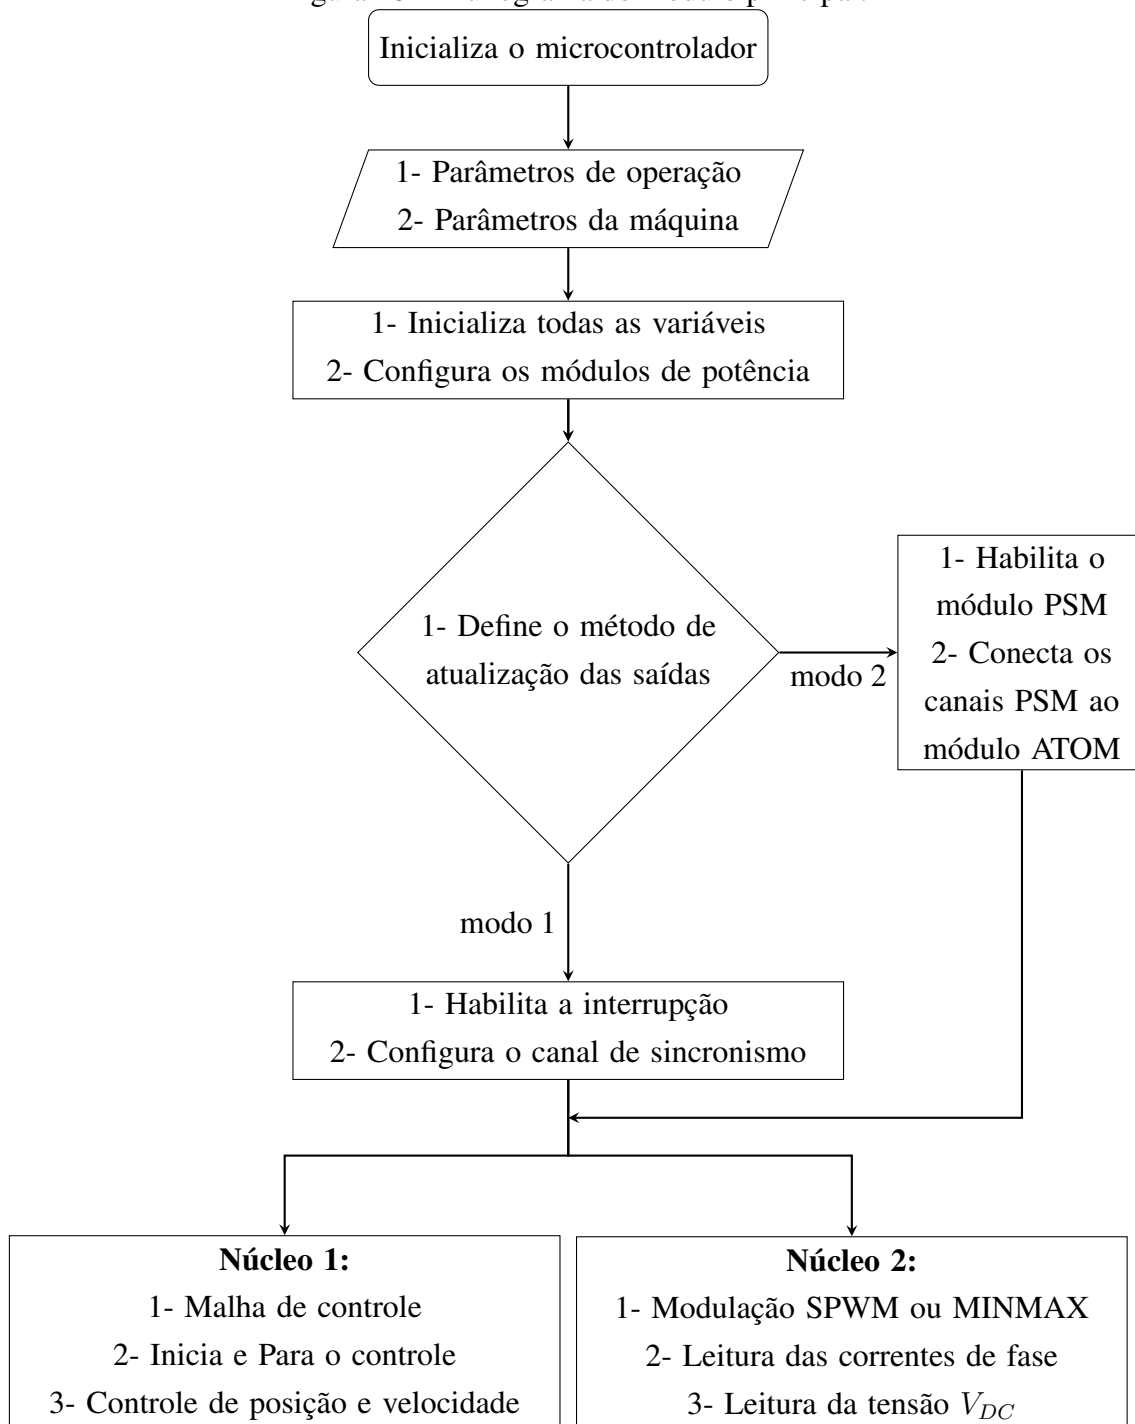 Inicializa o microcontrolador
1- Parâmetros de operação
2- Parâmetros da máquina
1- Inicializa todas as variáveis
2- Configura os módulos de potência
1- Define o método de
atualização das saídas
modo 2
1- Habilita o
módulo PSM
2- Conecta os
canais PSM ao
módulo ATOM
modo 1
1- Habilita a interrupção
2- Configura o canal de sincronismo
Núcleo 1:
1- Malha de controle
2- Inicia e Para o controle
3- Controle de posição e velocidade
Núcleo 2:
1- Modulação SPWM ou MINMAX
2- Leitura das correntes de fase
3- Leitura da tensão V_{DC}